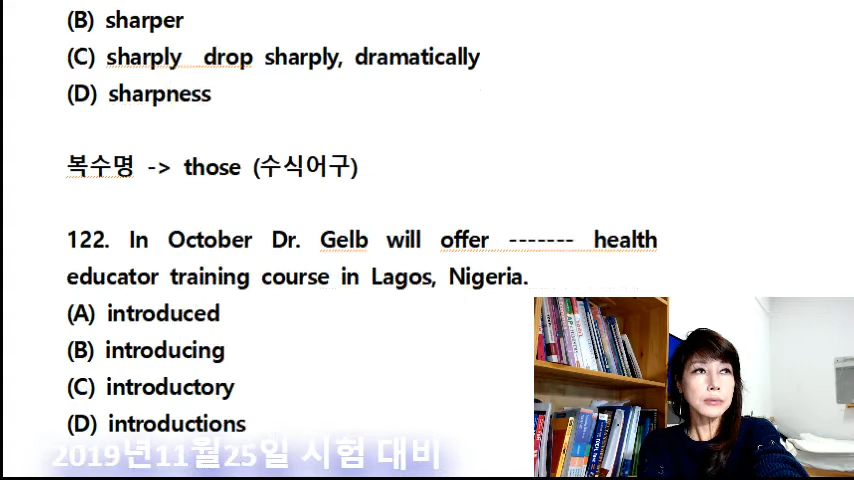 (B) sharper
(C) sharply drop sharply, dramatically
(D) sharpness
복수명 -> those (수식어구)
122. In October Dr. Gelb will offer ------- health
educator training course in Lagos, Nigeria.
(A) introduced
(B) introducing
(C) introductory
(D) introductions
2019년11월25일 시험 대비